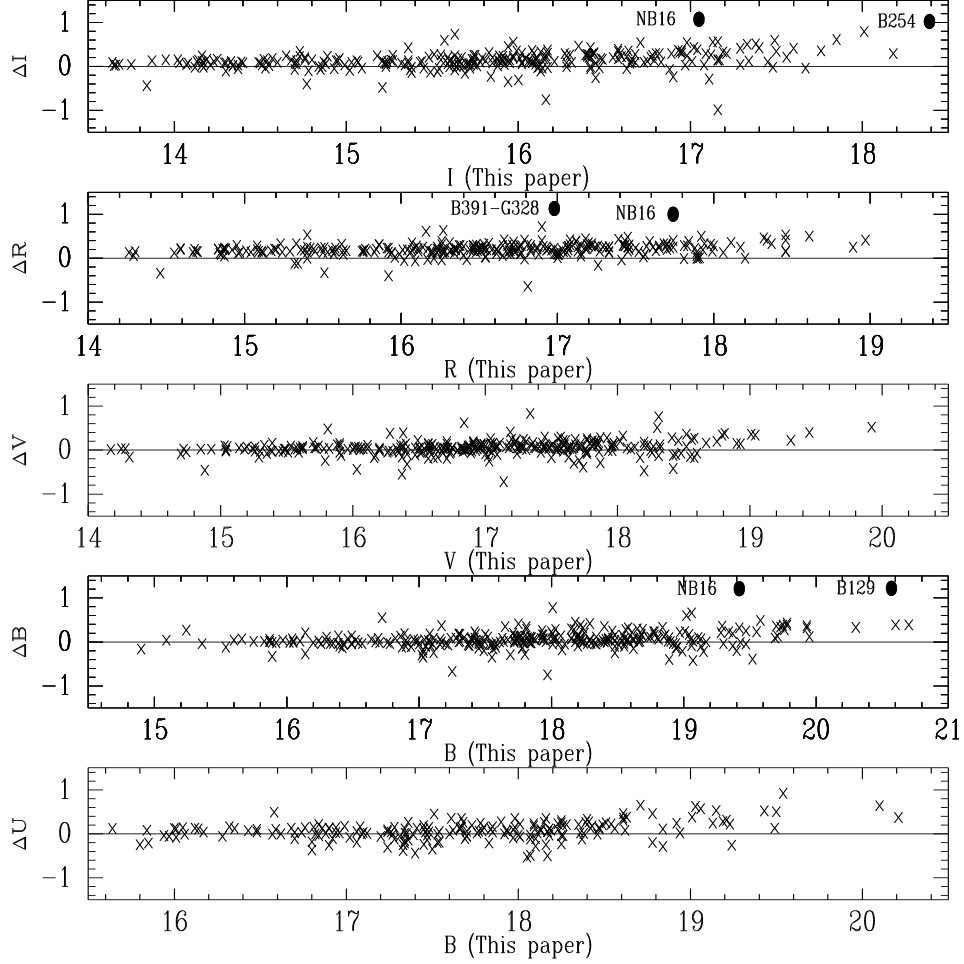 NB16 B254
1
ΔI 0
-1
14 15 16 17 18
I (This paper)
B391-G328 NB16
1
ΔR 0
-1
14 15 16 17 18 19
R (This paper)
1
ΔV 0
-1
14 15 16 17 18 19 20
V (This paper)
NB16 B129
1
ΔB 0
-1
15 16 17 18 19 20 21
B (This paper)
1
ΔU 0
-1
16 17 18 19 20
B (This paper)